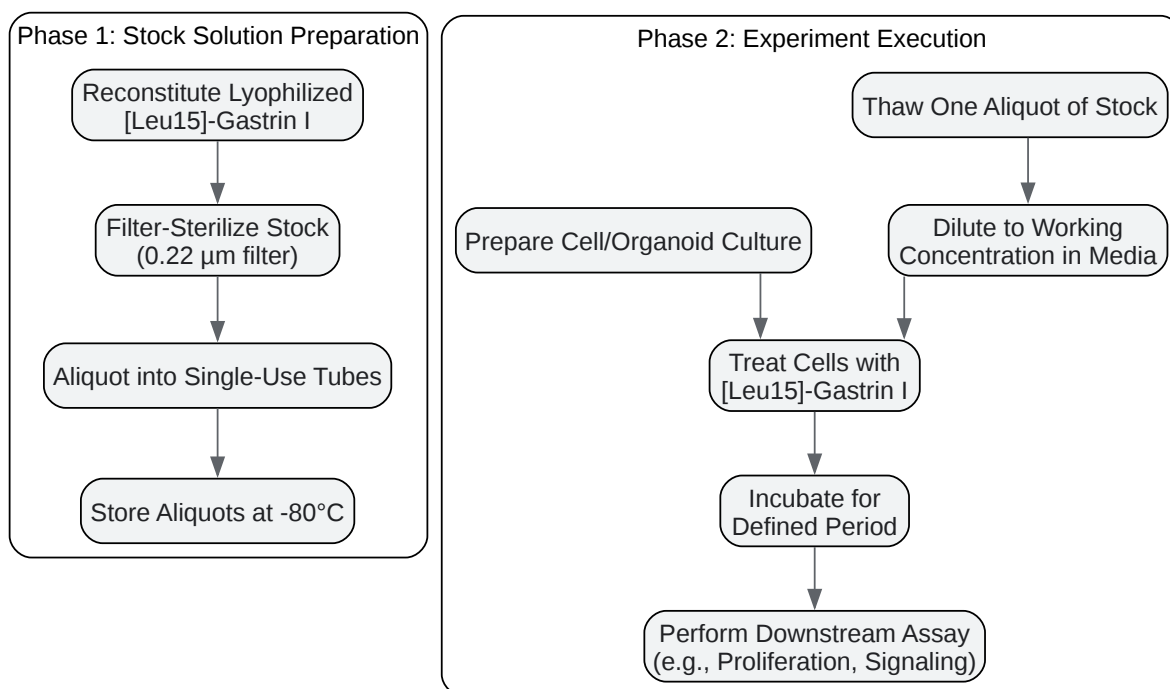 Phase 1: Stock Solution Preparation
Reconstitute Lyophilized
[Leu15]-Gastrin I
Filter-Sterilize Stock
(0.22 µm filter)
Aliquot into Single-Use Tubes
Store Aliquots at -80°C
Phase 2: Experiment Execution
Thaw One Aliquot of Stock
Prepare Cell/Organoid Culture
Dilute to Working
Concentration in Media
Treat Cells with
[Leu15]-Gastrin I
Incubate for
Defined Period
Perform Downstream Assay
(e.g., Proliferation, Signaling)